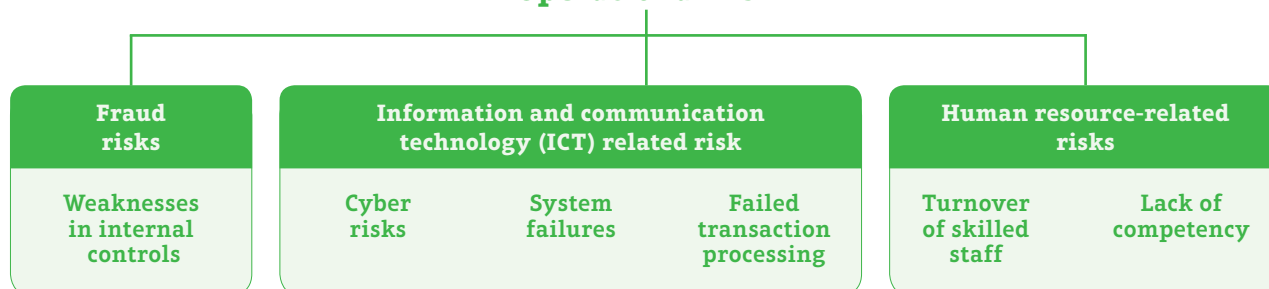 Fraud
risks
Information and communication
technology (ICT) related risk
Human resource-related
risks
Weaknesses
in internal
controls
Cyber
risks
System
failures
Failed
transaction
processing
Turnover
of skilled
staff
Lack of
competency